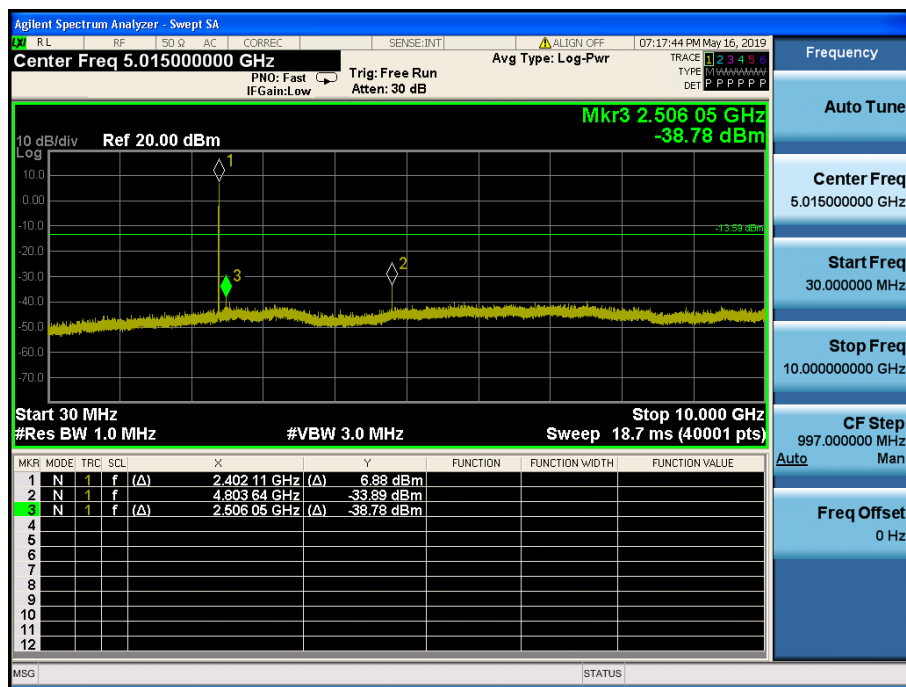 Agilent Spectrum Analyzer - Swept SA
LXI RL RF 50 Ω AC CORREC SENSE:INT ALIGN OFF 07:17:44 PM May 16, 2019
Center Freq 5.015000000 GHz
PNO: Fast
IFGain:Low
Trig: Free Run
Atten: 30 dB
Avg Type: Log-Pwr
TRACE 1 2 3 4 5 6
TYPE M W W W W W
DET P P P P P P
Mkr3 2.506 05 GHz
-38.78 dBm
10 dB/div Ref 20.00 dBm
Log
10.0
0.00
-10.0
-20.0
-30.0
-40.0
-50.0
-60.0
-70.0
1
-13.59 dBm
2
3
Start 30 MHz Stop 10.000 GHz
#Res BW 1.0 MHz #VBW 3.0 MHz Sweep 18.7 ms (40001 pts)
MKR MODE TRC SCL X Y FUNCTION FUNCTION WIDTH FUNCTION VALUE
1 N 1 f (Δ) 2.402 11 GHz (Δ) 6.88 dBm
2 N 1 f 4.803 64 GHz -33.89 dBm
3 N 1 f (Δ) 2.506 05 GHz (Δ) -38.78 dBm
4
5
6
7
8
9
10
11
12
MSG STATUS
Frequency
Auto Tune
Center Freq
5.015000000 GHz
Start Freq
30.000000 MHz
Stop Freq
10.000000000 GHz
CF Step
997.000000 MHz
Auto Man
Freq Offset
0 Hz